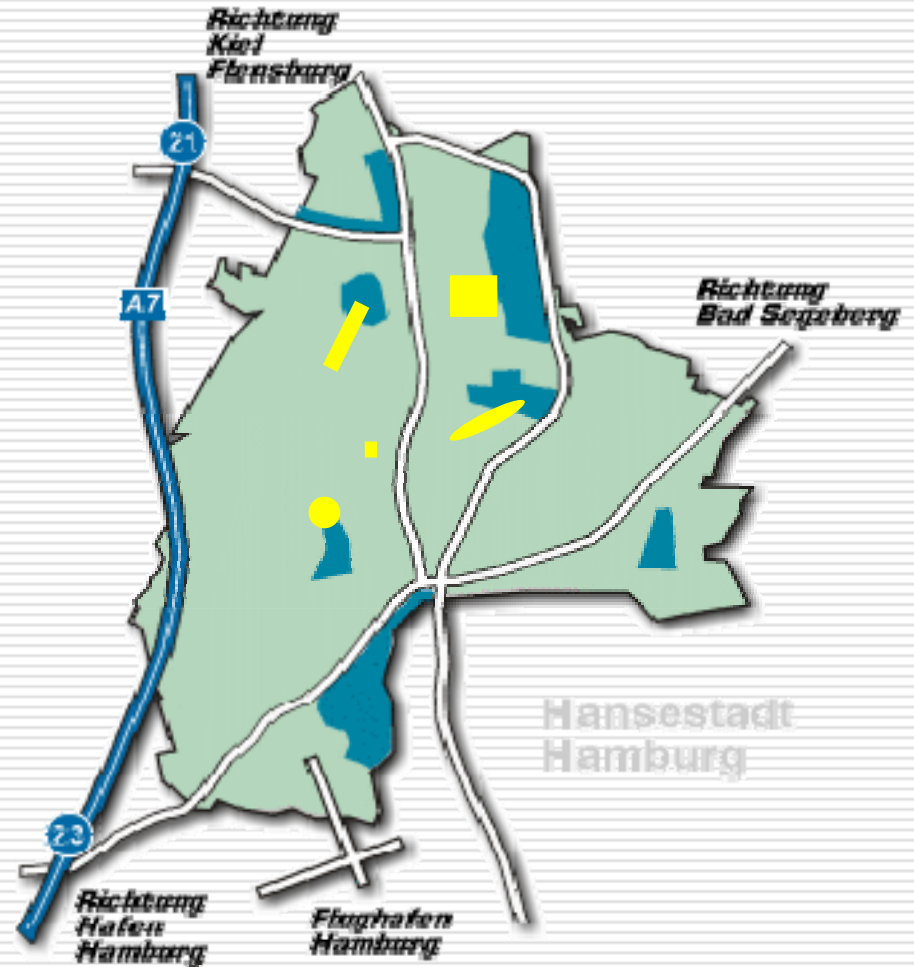 Richtung
Kiel
Flensburg
21
A7
Richtung
Bad Segeberg
Hansestadt
Hamburg
23
Richtung
Hafen
Hamburg
Flughafen
Hamburg